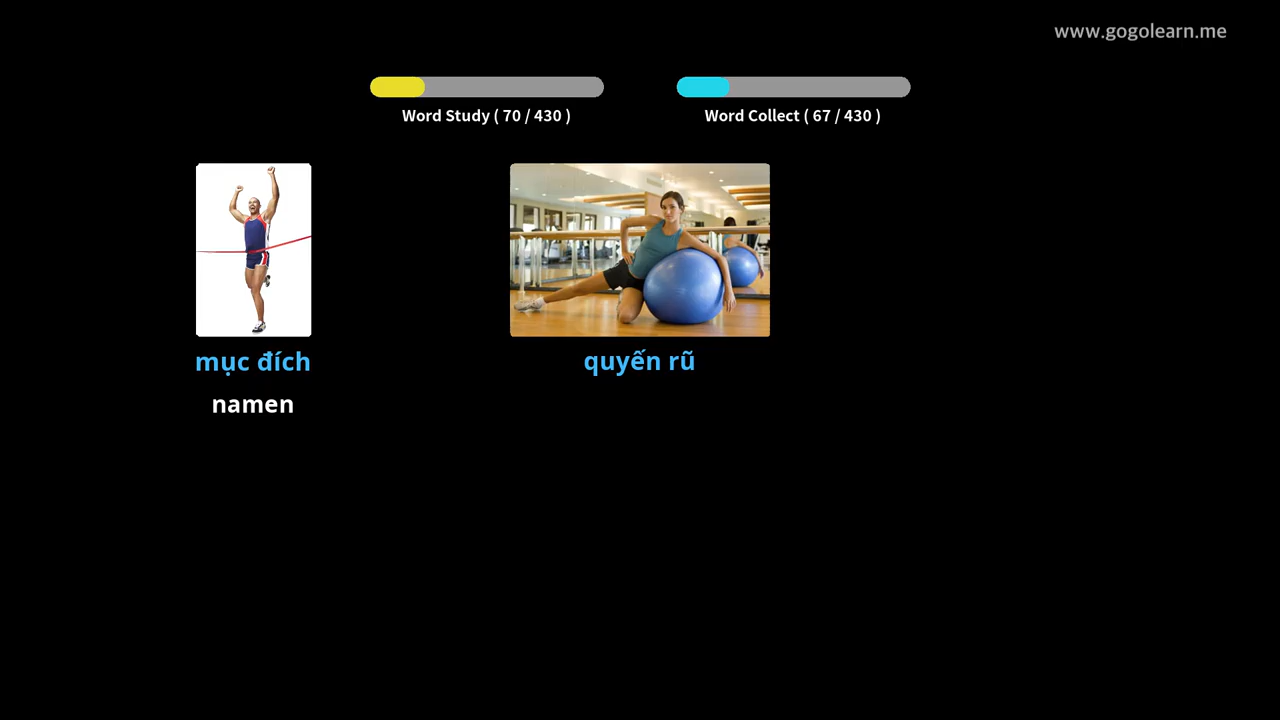 www.gogolearn.me
Word Study ( 70 / 430 )
Word Collect ( 67 / 430 )
mục đích
quyến rũ
namen